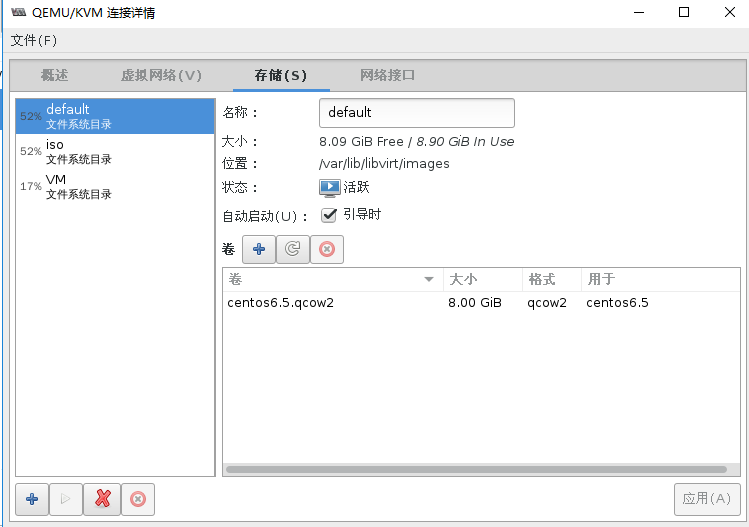 QEMU/KVM 连接详情
文件(F)
概述 虚拟网络(V) 存储(S) 网络接口
52% default
文件系统目录
52% iso
文件系统目录
17% VM
文件系统目录
名称： default
大小： 8.09 GiB Free / 8.90 GiB In Use
位置： /var/lib/libvirt/images
状态： 活跃
自动启动(U)： 引导时
卷
卷 大小 格式 用于
centos6.5.qcow2 8.00 GiB qcow2 centos6.5
应用(A)